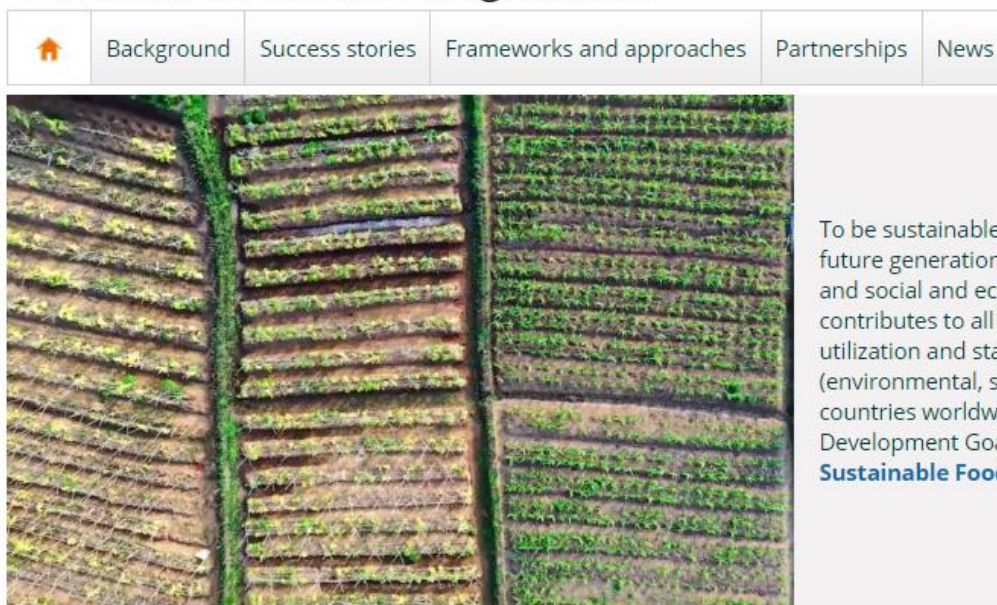 Background
Success stories
Frameworks and approaches
Partnerships
News
To be sustainable
future generation
and social and ec
contributes to all
utilization and sta
(environmental, s
countries worldw
Development Goa
Sustainable Food